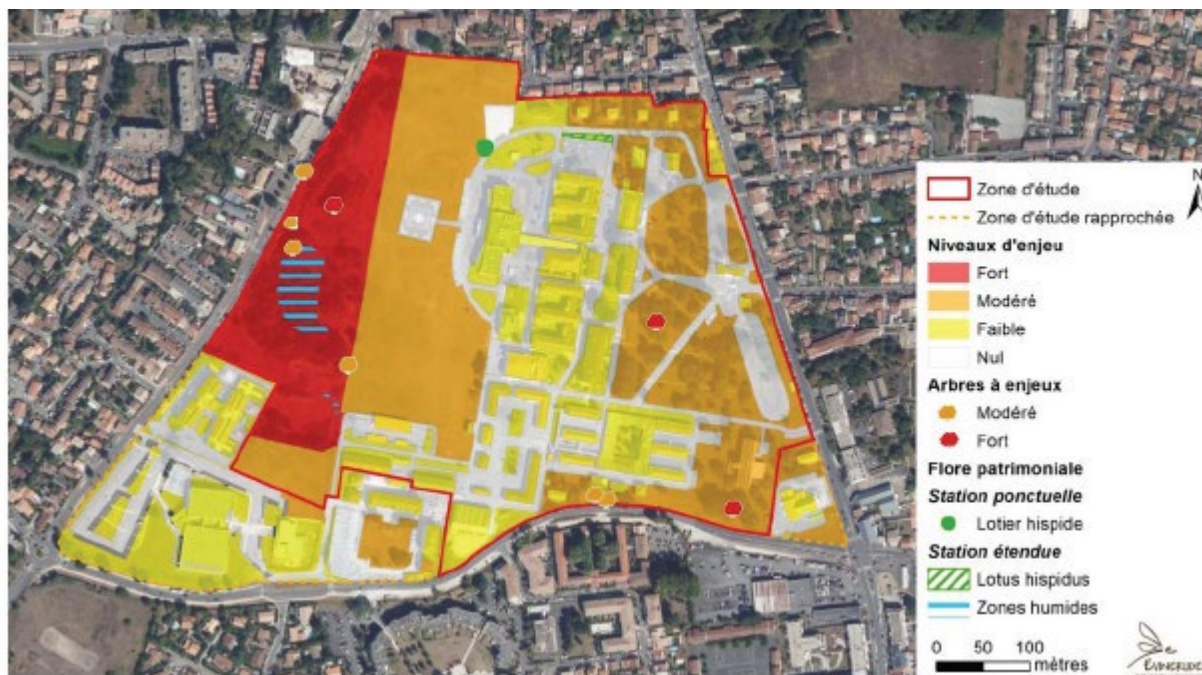 N
Zone d'étude
Zone d'étude rapprochée
Niveaux d'enjeu
Fort
Modéré
Faible
Nul
Arbres à enjeux
Modéré
Fort
Flore patrimoniale
Station ponctuelle
Lotier hispide
Station étendue
Lotus hispidus
Zones humides
0 50 100
mètres
EVINERUDE